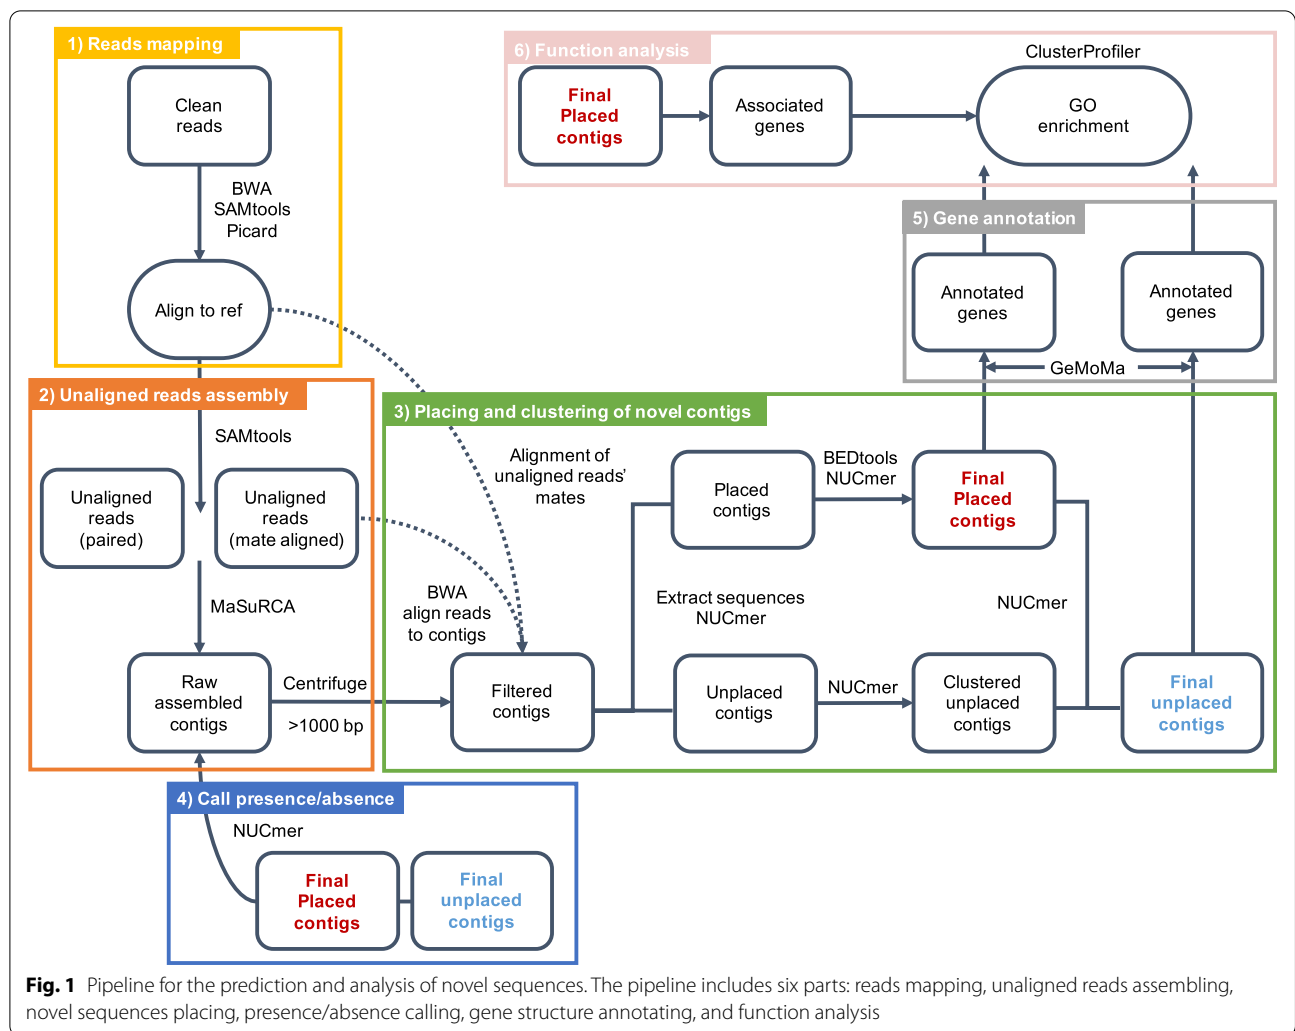 1) Reads mapping
Clean
reads
BWA
SAMtools
Picard
Align to ref
2) Unaligned reads assembly
SAMtools
Unaligned
reads
(paired)
Unaligned
reads
(mate aligned)
MaSuRCA
Raw
assembled
contigs
Centrifuge
>1000 bp
3) Placing and clustering of novel contigs
Alignment of
unaligned reads’
mates
BWA
align reads
to contigs
Filtered
contigs
Placed
contigs
BEDtools
NUCmer
Final
Placed
contigs
Extract sequences
NUCmer
NUCmer
Unplaced
contigs
NUCmer
Clustered
unplaced
contigs
Final
unplaced
contigs
4) Call presence/absence
NUCmer
Final
Placed
contigs
Final
unplaced
contigs
5) Gene annotation
Annotated
genes
Annotated
genes
GeMoMa
6) Function analysis
Final
Placed
contigs
Associated
genes
ClusterProfiler
GO
enrichment
Fig. 1 Pipeline for the prediction and analysis of novel sequences. The pipeline includes six parts: reads mapping, unaligned reads assembling,
novel sequences placing, presence/absence calling, gene structure annotating, and function analysis